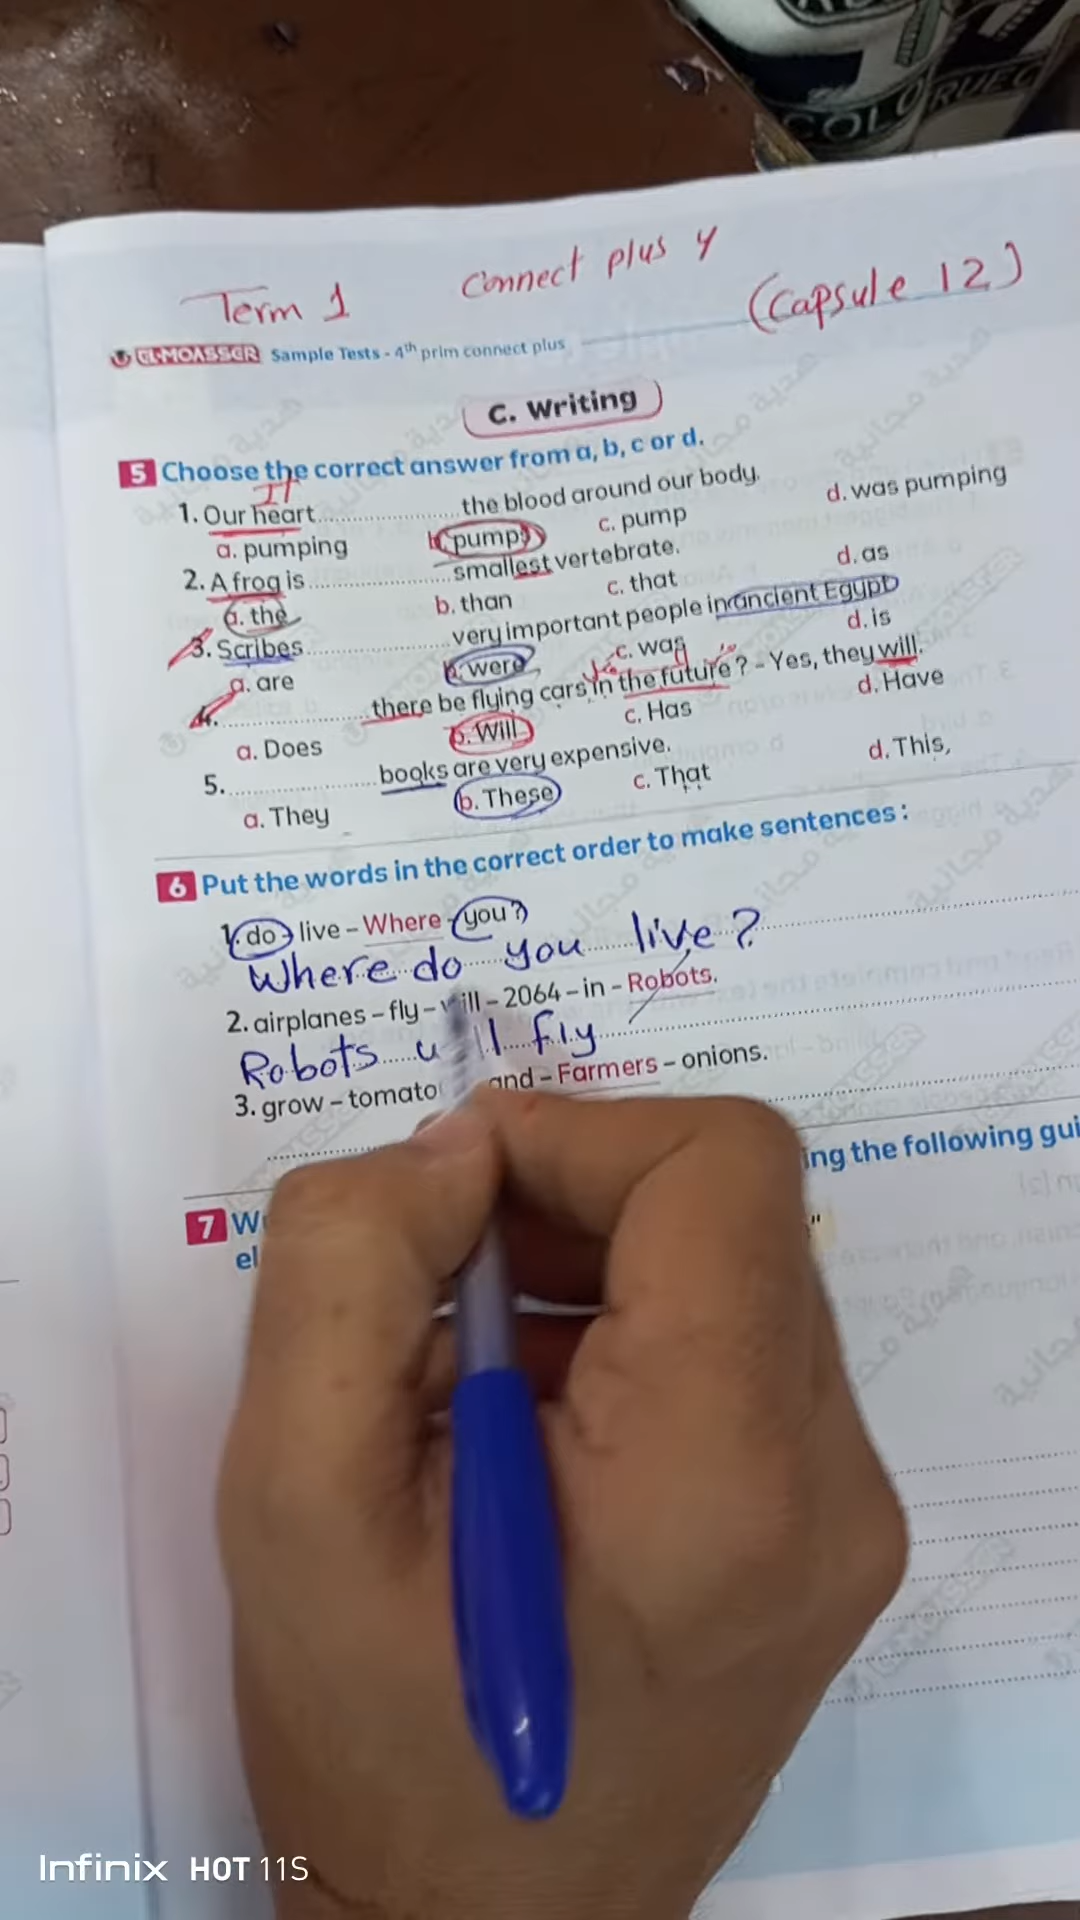 COLO RUEG
Term 1 Connect plus 4 (Capsule 12)
EL-MOASSER Sample Tests - 4th prim connect plus
C. Writing
5 Choose the correct answer from a, b, c or d.
It
1. Our heart .................... the blood around our body.
a. pumping b. pumps c. pump d. was pumping
2. A frog is .................... smallest vertebrate.
a. the b. than c. that d. as
3. Scribes .................... very important people in ancient Egypt
a. are b. were c. was d. is
4. .................... there be flying cars in the future? - Yes, they will.
a. Does b. Will c. Has d. Have
5. .................... books are very expensive.
a. They b. These c. That d. This,
6 Put the words in the correct order to make sentences :
1. do - live - Where - you?
Where do you live?
2. airplanes - fly - will - 2064 - in - Robots.
Robots will fly
3. grow - tomato and - Farmers - onions.
ing the following gui
7 W
el "
هدية مجانية
Infinix HOT 11S